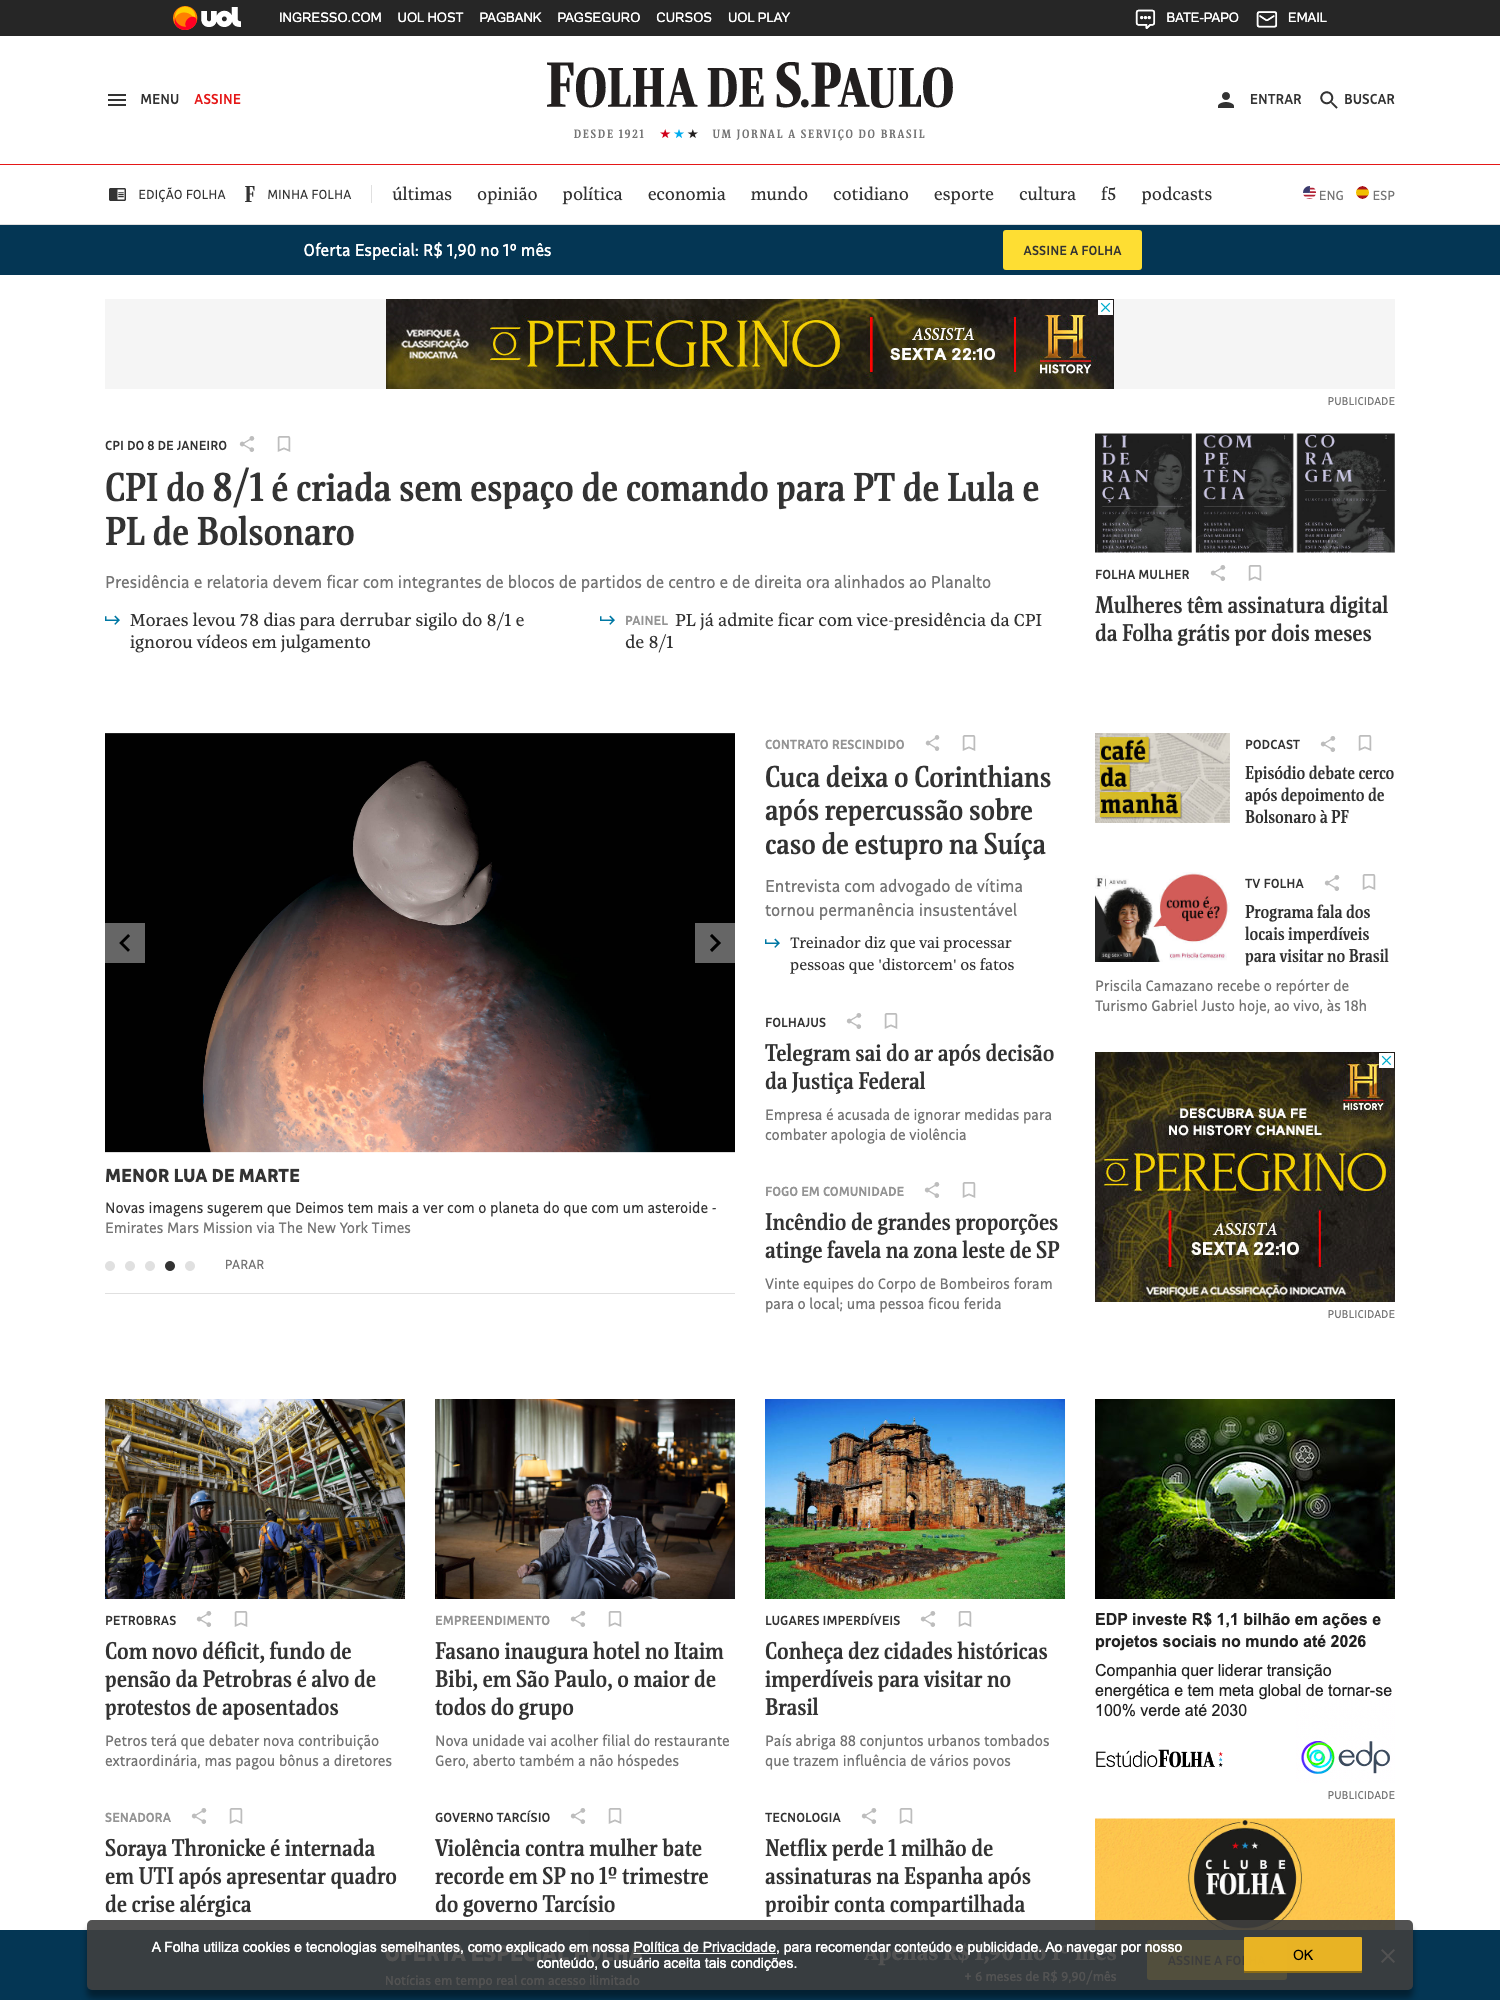 uol
INGRESSO.COM UOL HOST PAGBANK PAGSEGURO CURSOS UOL PLAY
BATE-PAPO EMAIL
MENU ASSINE
FOLHA DE S.PAULO
DESDE 1921 ★★★ UM JORNAL A SERVIÇO DO BRASIL
ENTRAR BUSCAR
EDIÇÃO FOLHA F MINHA FOLHA
últimas opinião política economia mundo cotidiano esporte cultura f5 podcasts
ENG ESP
Oferta Especial: R$ 1,90 no 1º mês
ASSINE A FOLHA
VERIFIQUE A
CLASSIFICAÇÃO
INDICATIVA
O PEREGRINO
ASSISTA
SEXTA 22:10
H
HISTORY
PUBLICIDADE
CPI DO 8 DE JANEIRO
CPI do 8/1 é criada sem espaço de comando para PT de Lula e
PL de Bolsonaro
Presidência e relatoria devem ficar com integrantes de blocos de partidos de centro e de direita ora alinhados ao Planalto
Moraes levou 78 dias para derrubar sigilo do 8/1 e
ignorou vídeos em julgamento
PAINEL PL já admite ficar com vice-presidência da CPI
de 8/1
LI
DE
RAN
ÇA
COM
PE
TÊN
CIA
CO
RA
GEM
FOLHA MULHER
Mulheres têm assinatura digital
da Folha grátis por dois meses
MENOR LUA DE MARTE
Novas imagens sugerem que Deimos tem mais a ver com o planeta do que com um asteroide -
Emirates Mars Mission via The New York Times
PARAR
CONTRATO RESCINDIDO
Cuca deixa o Corinthians
após repercussão sobre
caso de estupro na Suíça
Entrevista com advogado de vítima
tornou permanência insustentável
Treinador diz que vai processar
pessoas que 'distorcem' os fatos
FOLHAJUS
Telegram sai do ar após decisão
da Justiça Federal
Empresa é acusada de ignorar medidas para
combater apologia de violência
FOGO EM COMUNIDADE
Incêndio de grandes proporções
atinge favela na zona leste de SP
Vinte equipes do Corpo de Bombeiros foram
para o local; uma pessoa ficou ferida
café
da
manhã
PODCAST
Episódio debate cerco
após depoimento de
Bolsonaro à PF
como é
que é?
com Priscila Camazano
TV FOLHA
Programa fala dos
locais imperdíveis
para visitar no Brasil
Priscila Camazano recebe o repórter de
Turismo Gabriel Justo hoje, ao vivo, às 18h
H
HISTORY
DESCUBRA SUA FE
NO HISTORY CHANNEL
O PEREGRINO
ASSISTA
SEXTA 22:10
VERIFIQUE A CLASSIFICAÇÃO INDICATIVA
PUBLICIDADE
PETROBRAS
Com novo déficit, fundo de
pensão da Petrobras é alvo de
protestos de aposentados
Petros terá que debater nova contribuição
extraordinária, mas pagou bônus a diretores
EMPREENDIMENTO
Fasano inaugura hotel no Itaim
Bibi, em São Paulo, o maior de
todos do grupo
Nova unidade vai acolher filial do restaurante
Gero, aberto também a não hóspedes
LUGARES IMPERDÍVEIS
Conheça dez cidades históricas
imperdíveis para visitar no
Brasil
País abriga 88 conjuntos urbanos tombados
que trazem influência de vários povos
EDP investe R$ 1,1 bilhão em ações e
projetos sociais no mundo até 2026
Companhia quer liderar transição
energética e tem meta global de tornar-se
100% verde até 2030
EstúdioFOLHA
edp
PUBLICIDADE
SENADORA
Soraya Thronicke é internada
em UTI após apresentar quadro
de crise alérgica
GOVERNO TARCÍSIO
Violência contra mulher bate
recorde em SP no 1º trimestre
do governo Tarcísio
TECNOLOGIA
Netflix perde 1 milhão de
assinaturas na Espanha após
proibir conta compartilhada
CLUBE
FOLHA
A Folha utiliza cookies e tecnologias semelhantes, como explicado em nossa Política de Privacidade, para recomendar conteúdo e publicidade. Ao navegar por nosso
conteúdo, o usuário aceita tais condições.
OK
Notícias em tempo real com acesso ilimitado
+ 6 meses de R$ 9,90/mês